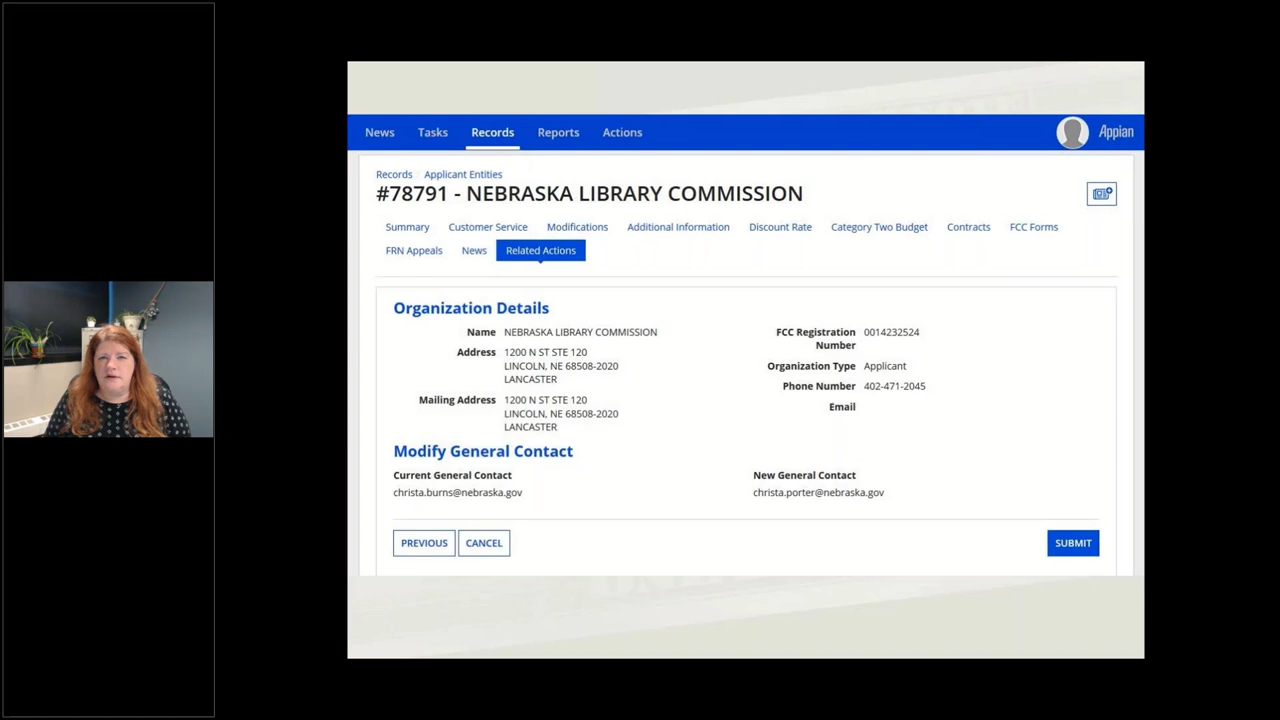 News Tasks Records Reports Actions Appian
Records / Applicant Entities
#78791 - NEBRASKA LIBRARY COMMISSION
Summary Customer Service Modifications Additional Information Discount Rate Category Two Budget Contracts FCC Forms
FRN Appeals News Related Actions
Organization Details
Name NEBRASKA LIBRARY COMMISSION
Address 1200 N ST STE 120
LINCOLN, NE 68508-2020
LANCASTER
Mailing Address 1200 N ST STE 120
LINCOLN, NE 68508-2020
LANCASTER
FCC Registration 0014232524
Number
Organization Type Applicant
Phone Number 402-471-2045
Email
Modify General Contact
Current General Contact
christa.burns@nebraska.gov
New General Contact
christa.porter@nebraska.gov
PREVIOUS CANCEL SUBMIT